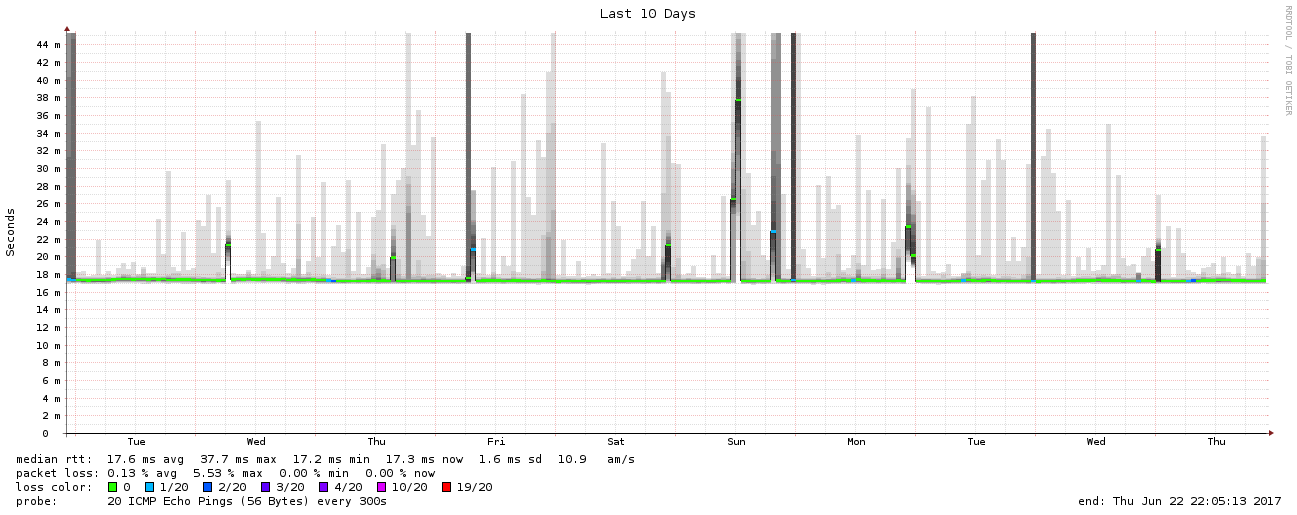 Last 10 Days
RRDTOOL / TOBI OETIKER
Seconds
44 m
42 m
40 m
38 m
36 m
34 m
32 m
30 m
28 m
26 m
24 m
22 m
20 m
18 m
16 m
14 m
12 m
10 m
8 m
6 m
4 m
2 m
0
Tue Wed Thu Fri Sat Sun Mon Tue Wed Thu
median rtt: 17.6 ms avg 37.7 ms max 17.2 ms min 17.3 ms now 1.6 ms sd 10.9 am/s
packet loss: 0.13 % avg 5.53 % max 0.00 % min 0.00 % now
loss color: 0 1/20 2/20 3/20 4/20 10/20 19/20
probe: 20 ICMP Echo Pings (56 Bytes) every 300s end: Thu Jun 22 22:05:13 2017